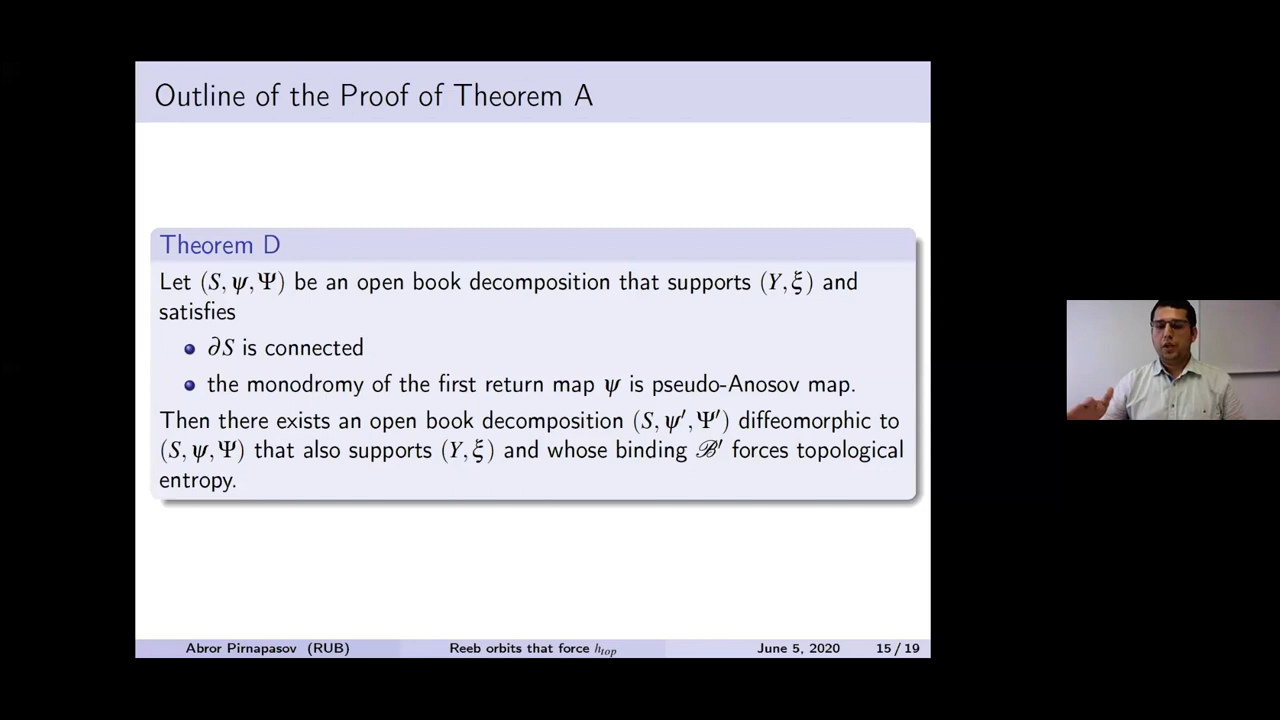 Outline of the Proof of Theorem A
Theorem D
Let (S, ψ, Ψ) be an open book decomposition that supports (Y, ξ) and
satisfies
∂S is connected
the monodromy of the first return map ψ is pseudo-Anosov map.
Then there exists an open book decomposition (S, ψ′, Ψ′) diffeomorphic to
(S, ψ, Ψ) that also supports (Y, ξ) and whose binding ℬ′ forces topological
entropy.
Abror Pirnapasov (RUB) Reeb orbits that force h_top June 5, 2020 15 / 19